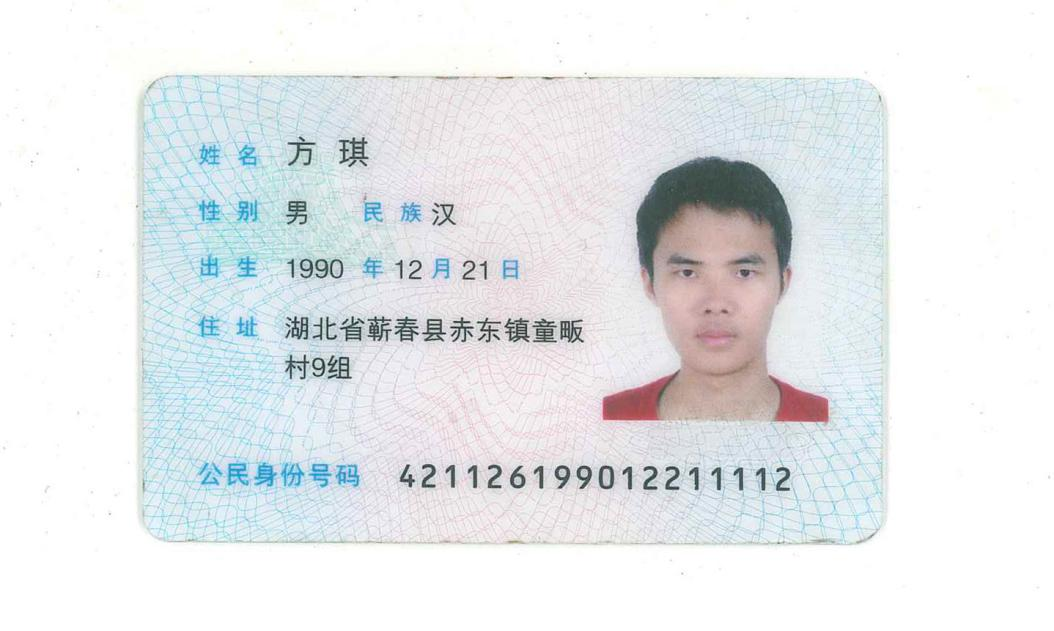 姓名 方琪
性别 男 民族 汉
出生 1990 年 12 月 21 日
住址 湖北省蕲春县赤东镇童畈
村9组
公民身份号码 421126199012211112